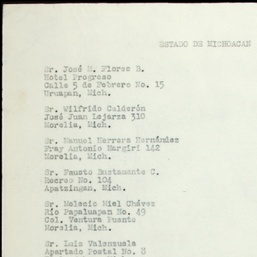 ESTADO DE MICHOACAN
Sr. José M. Flores B.
Hotel Progreso
Calle 5 de Febrero No. 15
Uruapan, Mich.
Sr. Wilfrido Calderón
José Juan Lejarza 310
Morelia, Mich.
Sr. Manuel Herrera Hernández
Fray Antonio Margiri 142
Morelia, Mich.
Sr. Fausto Bustamante C.
Recreo No. 104
Apatzingan, Mich.
Sr. Melecio Niel Chávez
Río Papaluapan No. 49
Col. Ventura Puente
Morelia, Mich.
Sr. Luis Valenzuela
Apartado Postal No. 8